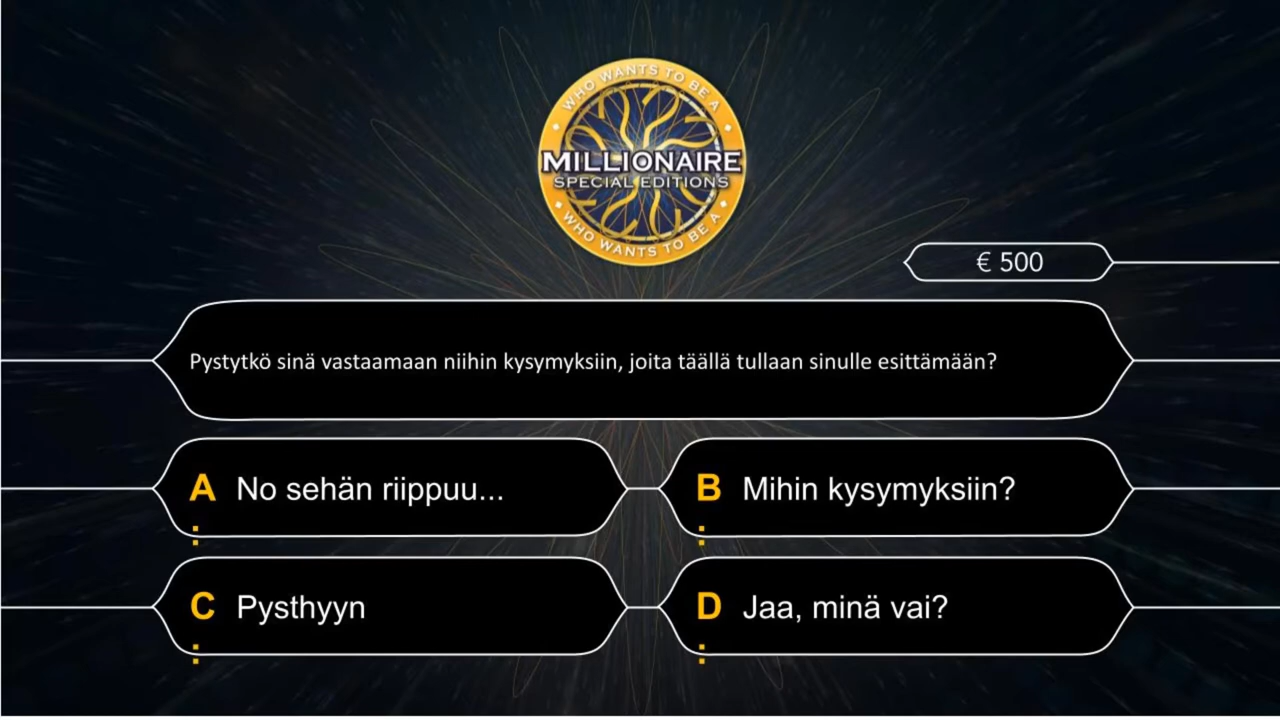 WHO WANTS TO BE A
MILLIONAIRE
SPECIAL EDITIONS
WHO WANTS TO BE A
€ 500
Pystytkö sinä vastaamaan niihin kysymyksiin, joita täällä tullaan sinulle esittämään?
A: No sehän riippuu...
B: Mihin kysymyksiin?
C: Pysthyyn
D: Jaa, minä vai?